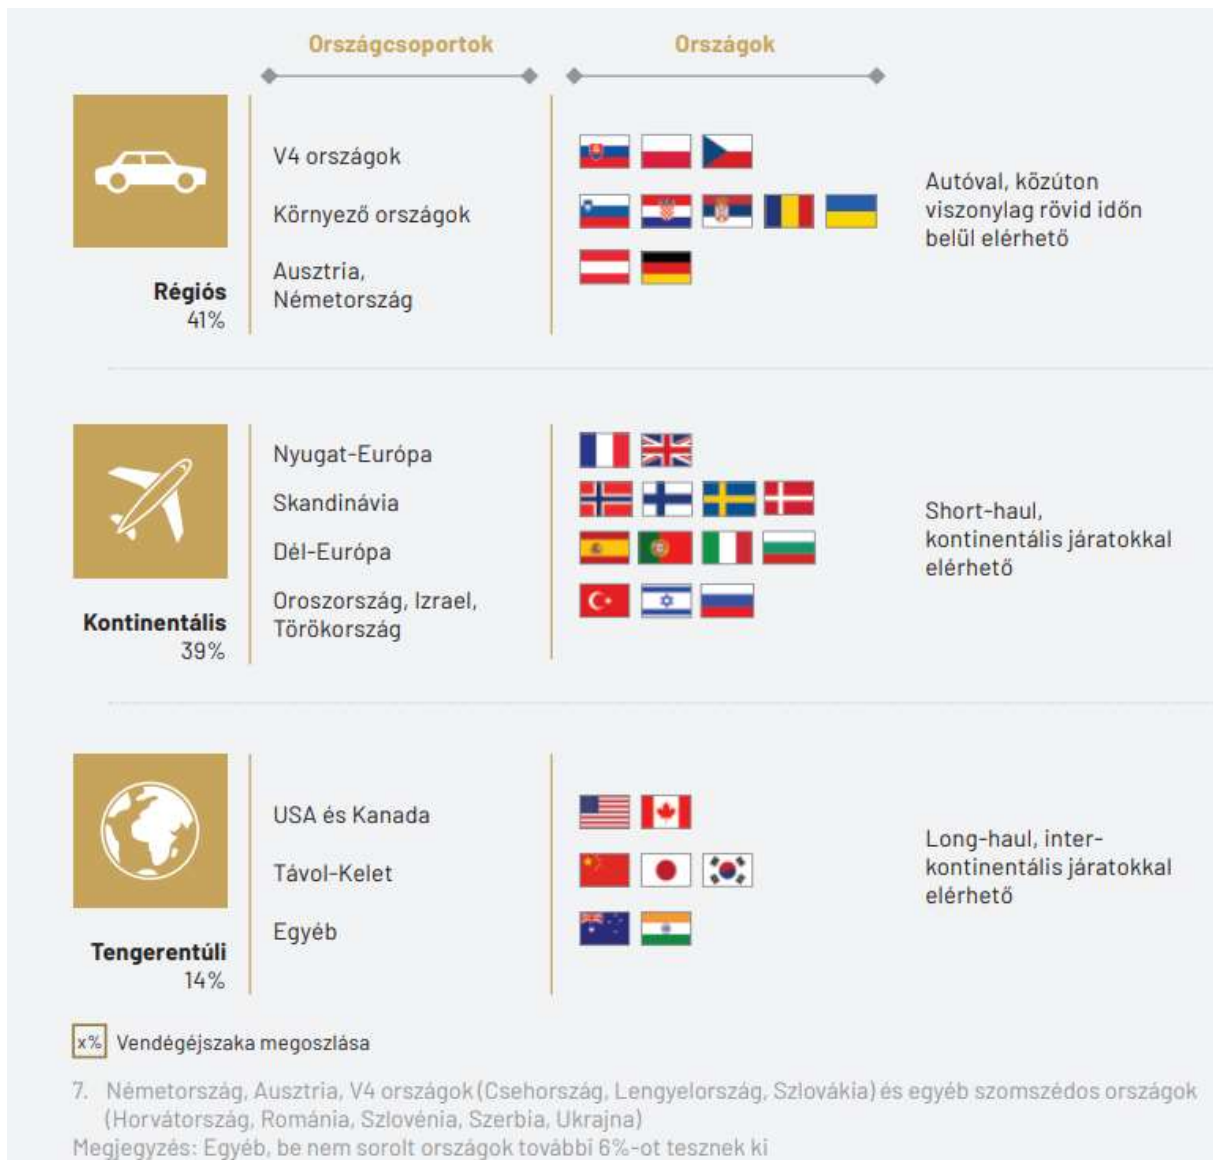 Országcsoportok
Országok
V4 országok
Környező országok
Ausztria,
Németország
Régiós
41%
Autóval, közúton
viszonylag rövid időn
belül elérhető
Nyugat-Európa
Skandinávia
Dél-Európa
Oroszország, Izrael,
Törökország
Kontinentális
39%
Short-haul,
kontinentális járatokkal
elérhető
USA és Kanada
Távol-Kelet
Egyéb
Tengerentúli
14%
Long-haul, inter-
kontinentális járatokkal
elérhető
x% Vendégéjszaka megoszlása
7. Németország, Ausztria, V4 országok (Csehország, Lengyelország, Szlovákia) és egyéb szomszédos országok
(Horvátország, Románia, Szlovénia, Szerbia, Ukrajna)
Megjegyzés: Egyéb, be nem sorolt országok további 6%-ot tesznek ki